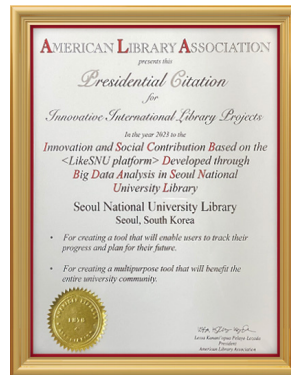 AMERICAN LIBRARY ASSOCIATION
presents this
Presidential Citation
for
Innovative International Library Projects
In the year 2023 to the
Innovation and Social Contribution Based on the
<LikeSNU platform> Developed through
Big Data Analysis in Seoul National
University Library
Seoul National University Library
Seoul, South Korea
• For creating a tool that will enable users to track their
progress and plan for their future.
• For creating a multipurpose tool that will benefit the
entire university community.
President
American Library Association